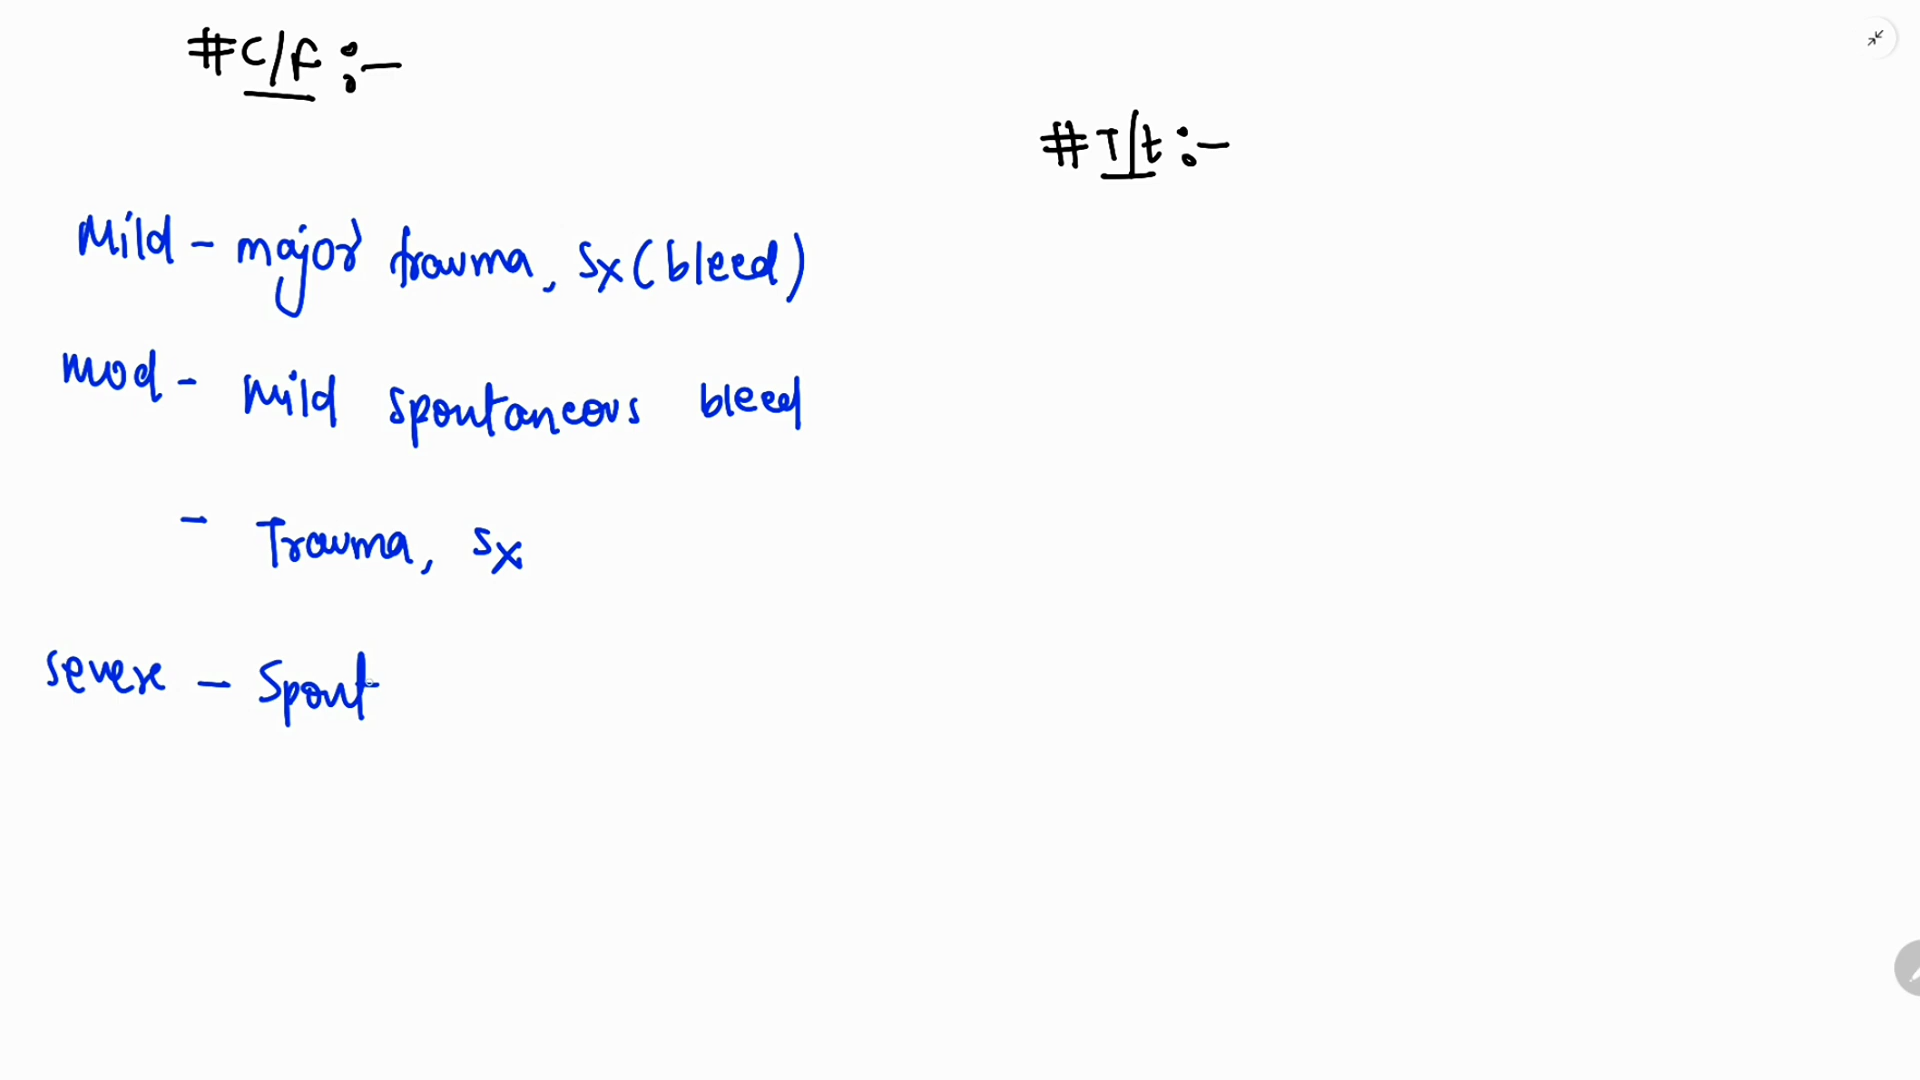 #C/F :-
#T/t :-
Mild - major trauma, Sx (bleed)
mod - Mild spontaneous bleed
- Trauma, Sx
severe - Spont